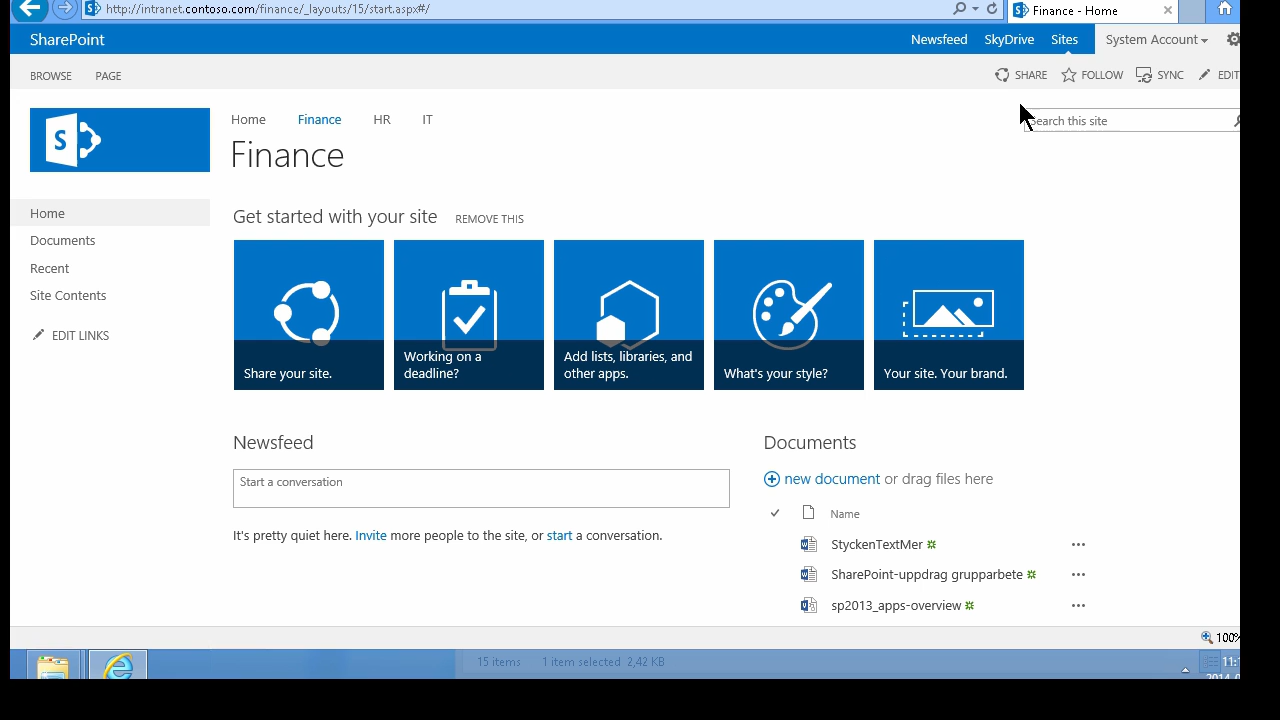 http://intranet.contoso.com/finance/_layouts/15/start.aspx#/
Finance - Home
SharePoint
Newsfeed SkyDrive Sites System Account
BROWSE PAGE
SHARE FOLLOW SYNC EDIT
S
Home Finance HR IT
Search this site
Finance
Home
Documents
Recent
Site Contents
EDIT LINKS
Get started with your site REMOVE THIS
Share your site.
Working on a
deadline?
Add lists, libraries, and
other apps.
What's your style?
Your site. Your brand.
Newsfeed
Start a conversation
It's pretty quiet here. Invite more people to the site, or start a conversation.
Documents
new document or drag files here
Name
StyckenTextMer
SharePoint-uppdrag grupparbete
sp2013_apps-overview
100%
15 items 1 item selected 2,42 KB